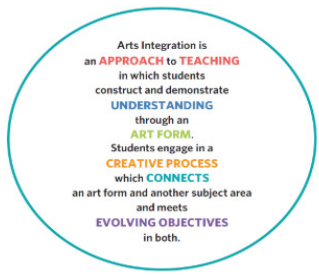 Arts Integration is
an APPROACH to TEACHING
in which students
construct and demonstrate
UNDERSTANDING
through an
ART FORM.
Students engage in a
CREATIVE PROCESS
which CONNECTS
an art form and another subject area
and meets
EVOLVING OBJECTIVES
in both.